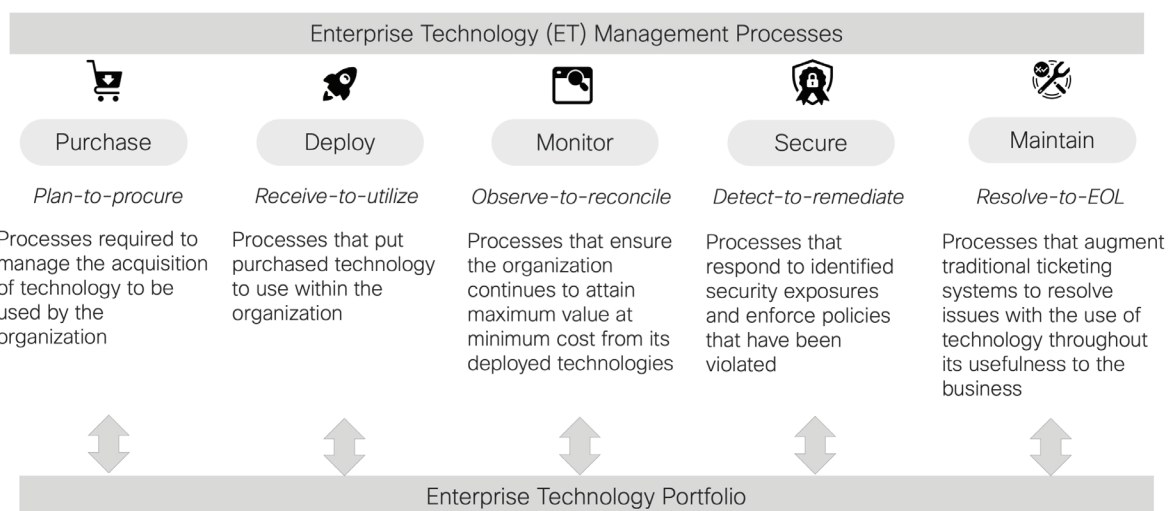 Enterprise Technology (ET) Management Processes
Purchase
Deploy
Monitor
Secure
Maintain
Plan-to-procure
Receive-to-utilize
Observe-to-reconcile
Detect-to-remediate
Resolve-to-EOL
Processes required to
manage the acquisition
of technology to be
used by the
organization
Processes that put
purchased technology
to use within the
organization
Processes that ensure
the organization
continues to attain
maximum value at
minimum cost from its
deployed technologies
Processes that
respond to identified
security exposures
and enforce policies
that have been
violated
Processes that augment
traditional ticketing
systems to resolve
issues with the use of
technology throughout
its usefulness to the
business
Enterprise Technology Portfolio